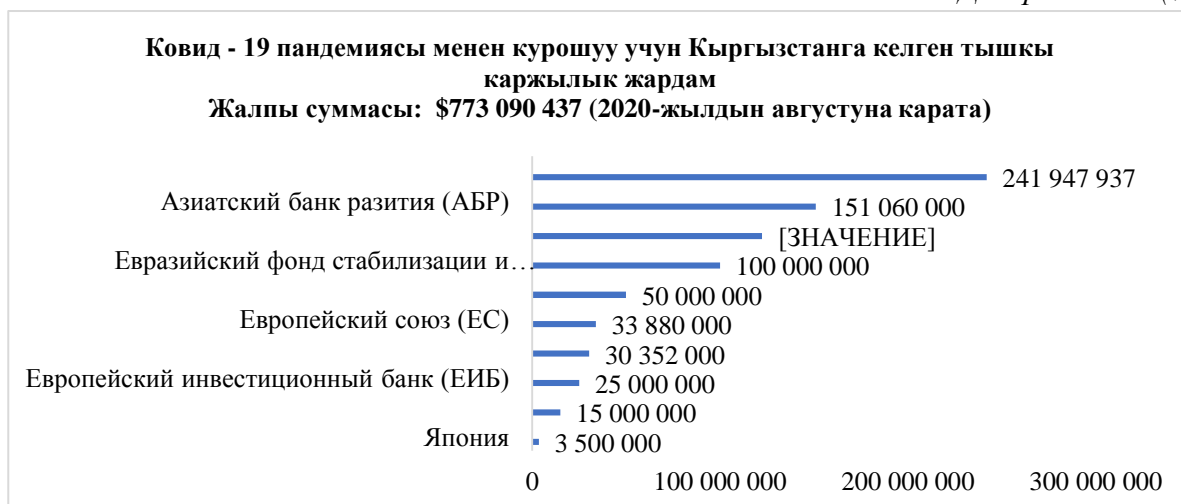 Ковид - 19 пандемиясы менен курошуу учун Кыргызстанга келген тышкы
каржылык жардам
Жалпы суммасы: $773 090 437 (2020-жылдын августуна карата)
241 947 937
Азиатский банк разития (АБР)
151 060 000
[ЗНАЧЕНИЕ]
Евразийский фонд стабилизации и…
100 000 000
50 000 000
Европейский союз (ЕС)
33 880 000
30 352 000
Европейский инвестиционный банк (ЕИБ)
25 000 000
15 000 000
Япония
3 500 000
0 100 000 000 200 000 000 300 000 000